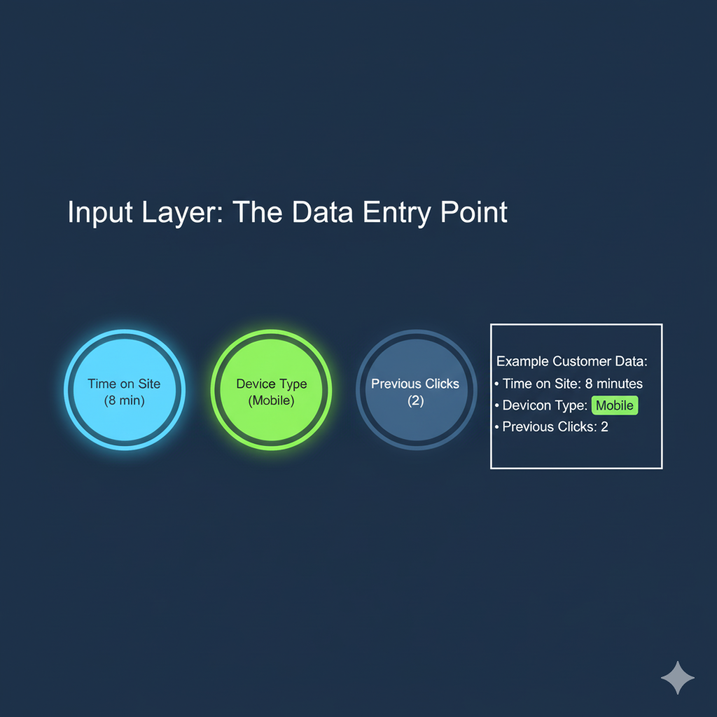 Input Layer: The Data Entry Point
Time on Site
(8 min)
Device Type
(Mobile)
Previous Clicks
(2)
Example Customer Data:
• Time on Site: 8 minutes
• Devicon Type: Mobile
• Previous Clicks: 2